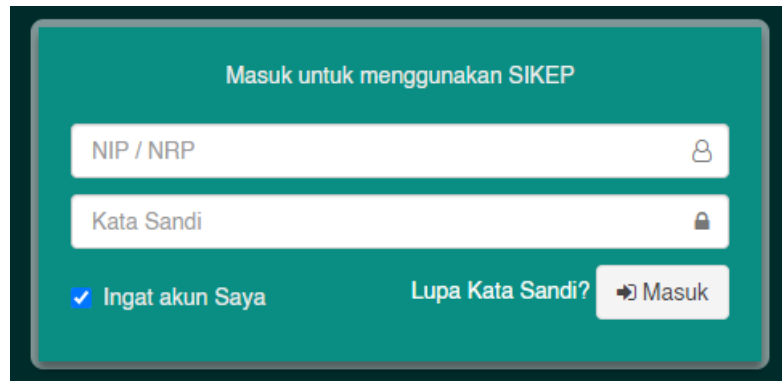 Masuk untuk menggunakan SIKEP
NIP / NRP
Kata Sandi
Ingat akun Saya Lupa Kata Sandi? Masuk